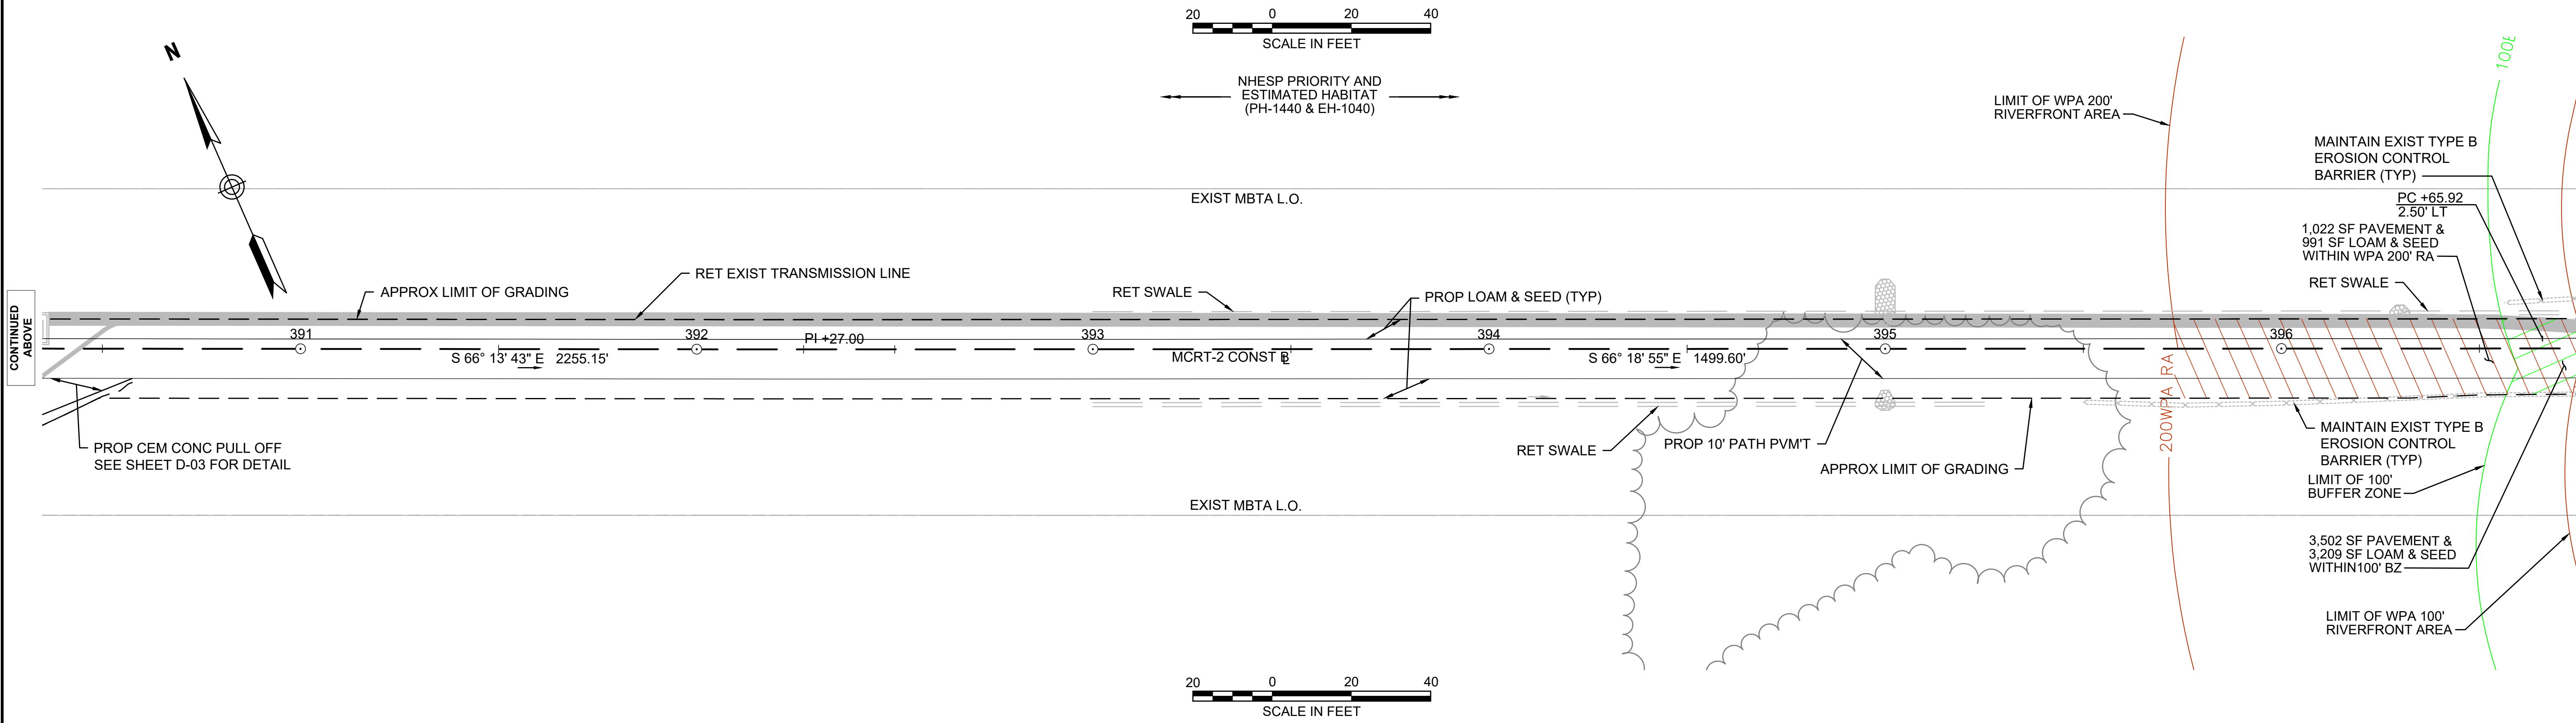 20 0 20 40
SCALE IN FEET
N
NHESP PRIORITY AND
ESTIMATED HABITAT
(PH-1440 & EH-1040)
100B
LIMIT OF WPA 200'
RIVERFRONT AREA
MAINTAIN EXIST TYPE B
EROSION CONTROL
BARRIER (TYP)
EXIST MBTA L.O.
PC +65.92
2.50' LT
1,022 SF PAVEMENT &
991 SF LOAM & SEED
WITHIN WPA 200' RA
RET SWALE
CONTINUED
ABOVE
APPROX LIMIT OF GRADING
RET EXIST TRANSMISSION LINE
RET SWALE
PROP LOAM & SEED (TYP)
391
392
PI +27.00
393
394
395
396
S 66° 13' 43" E 2255.15'
MCRT-2 CONST BL
S 66° 18' 55" E 1499.60'
200WPA RA
PROP CEM CONC PULL OFF
SEE SHEET D-03 FOR DETAIL
RET SWALE
PROP 10' PATH PVM'T
APPROX LIMIT OF GRADING
MAINTAIN EXIST TYPE B
EROSION CONTROL
BARRIER (TYP)
LIMIT OF 100'
BUFFER ZONE
EXIST MBTA L.O.
3,502 SF PAVEMENT &
3,209 SF LOAM & SEED
WITHIN100' BZ
LIMIT OF WPA 100'
RIVERFRONT AREA
20 0 20 40
SCALE IN FEET